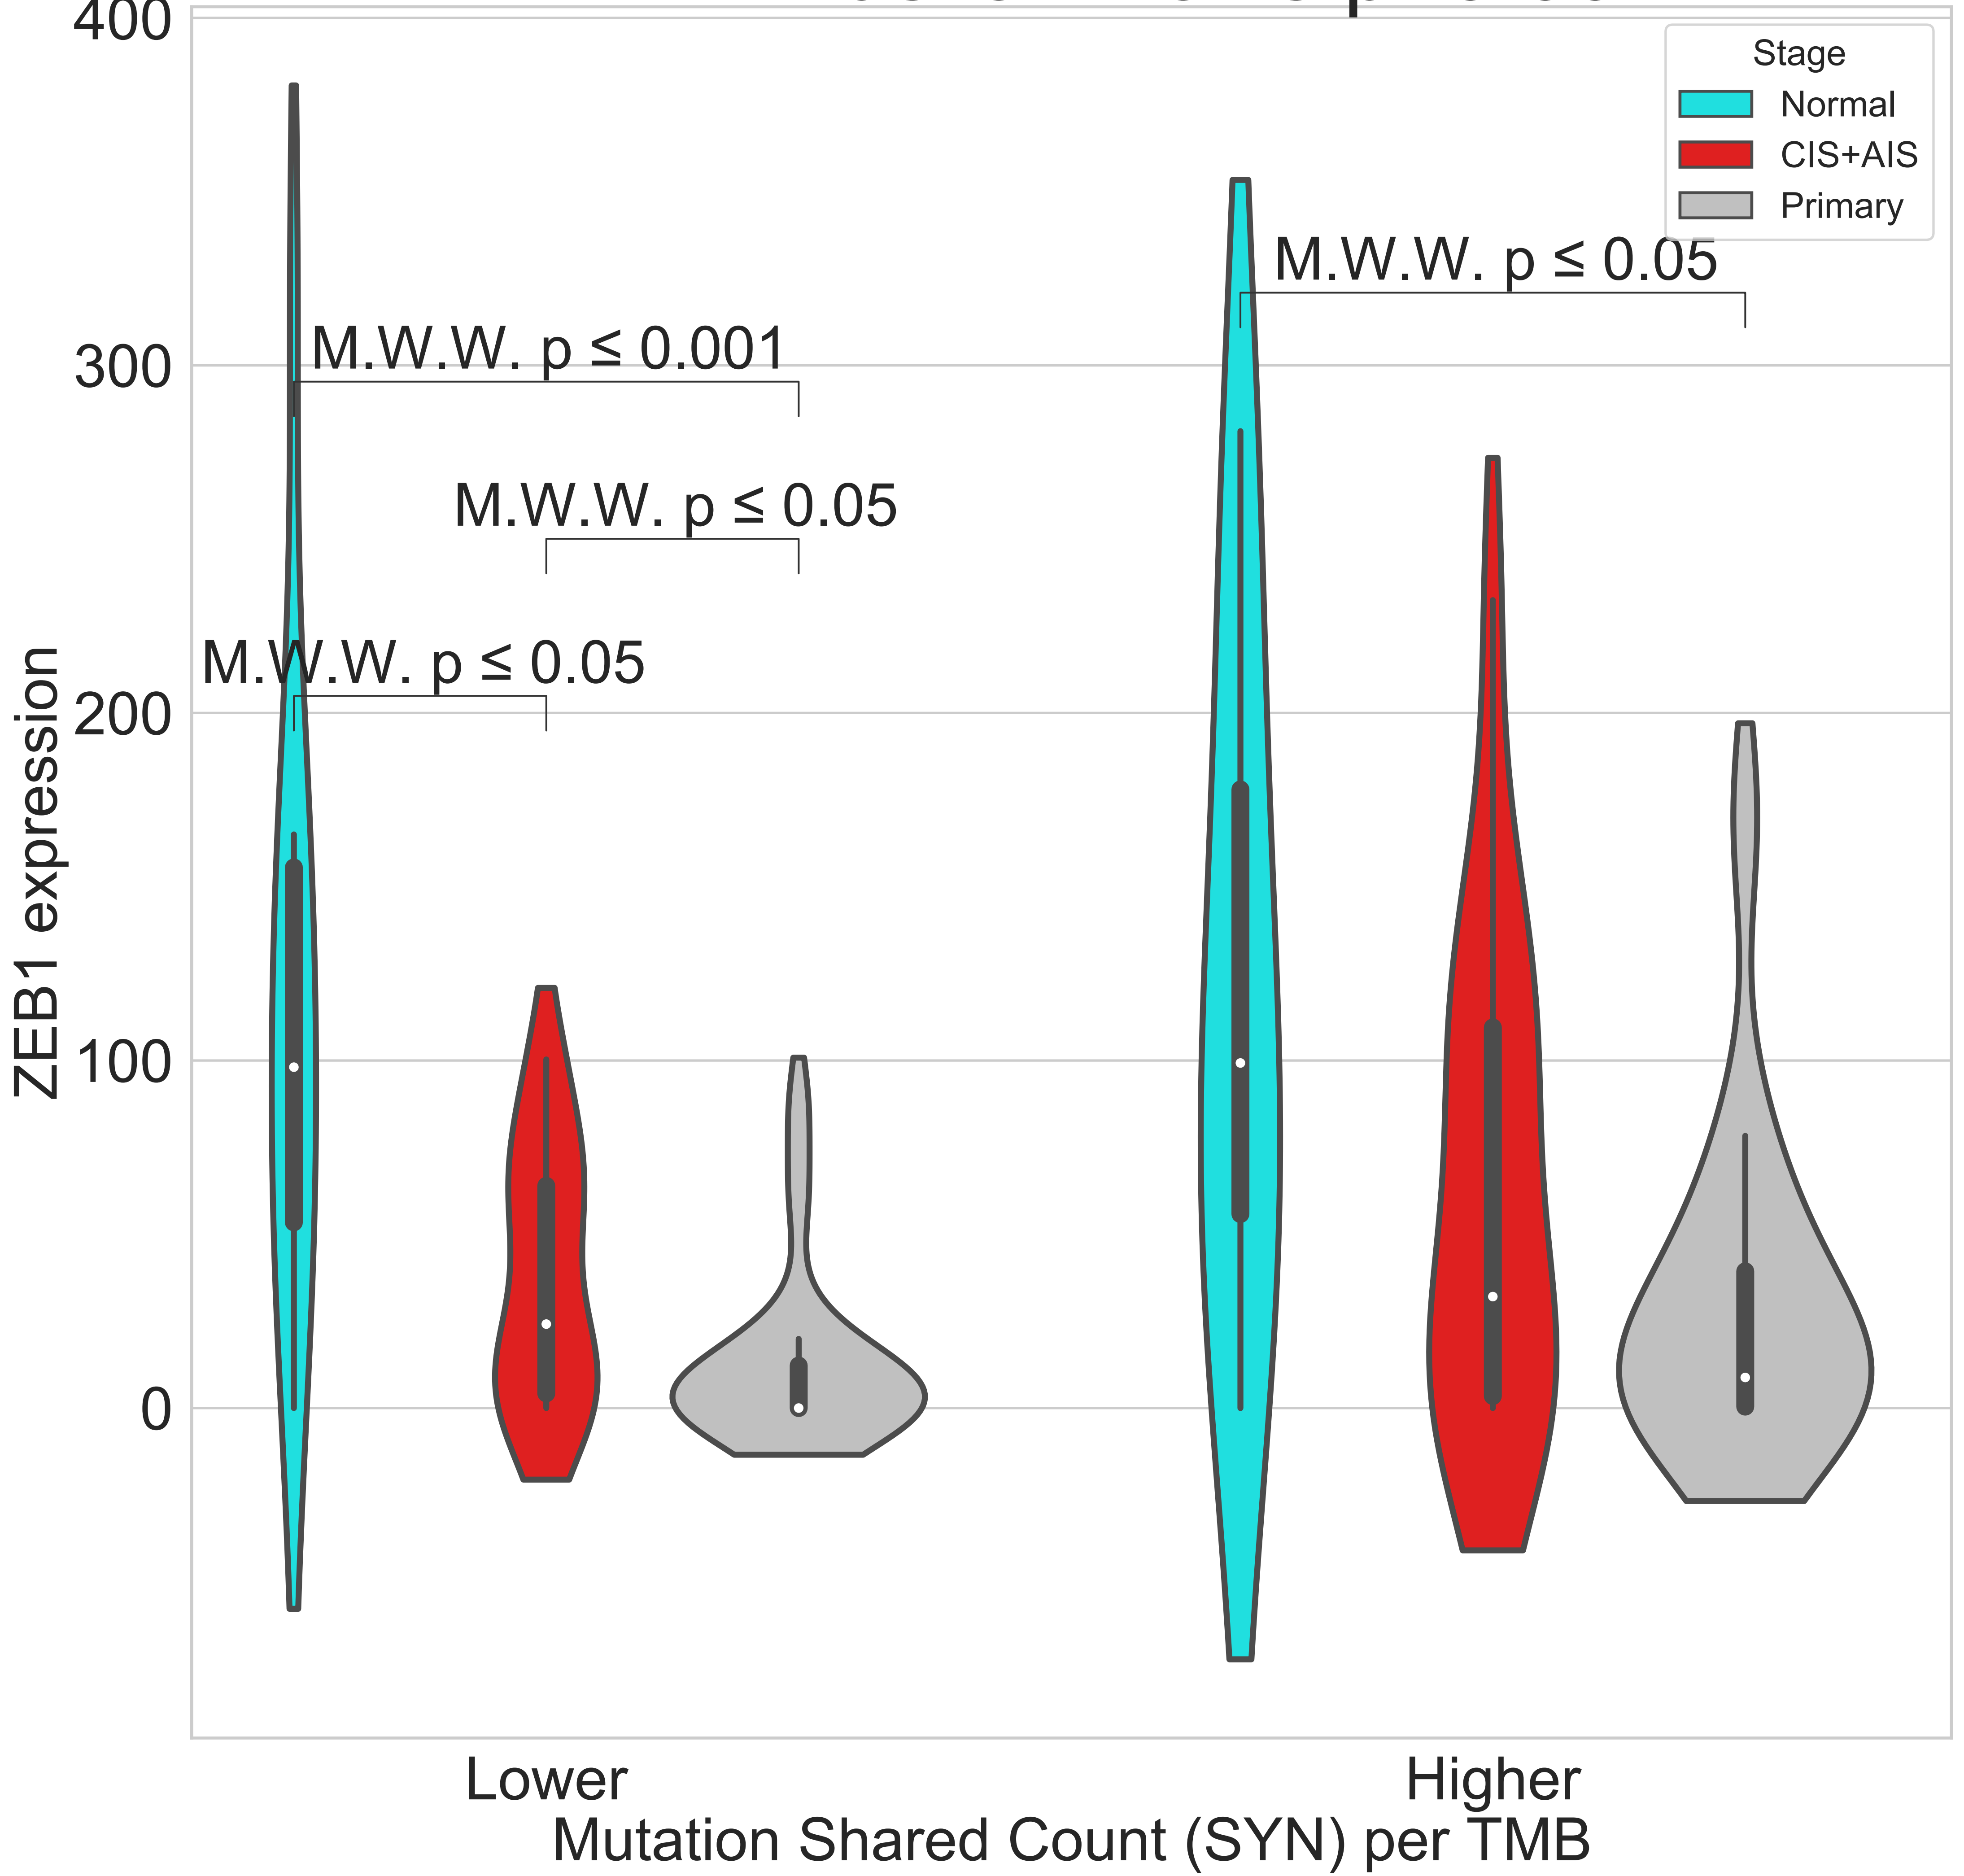 400
Stage
Normal
CIS+AIS
Primary
M.W.W. p ≤ 0.05
M.W.W. p ≤ 0.001
300
M.W.W. p ≤ 0.05
M.W.W. p ≤ 0.05
200
ZEB1 expression
100
0
Lower
Higher
Mutation Shared Count (SYN) per TMB